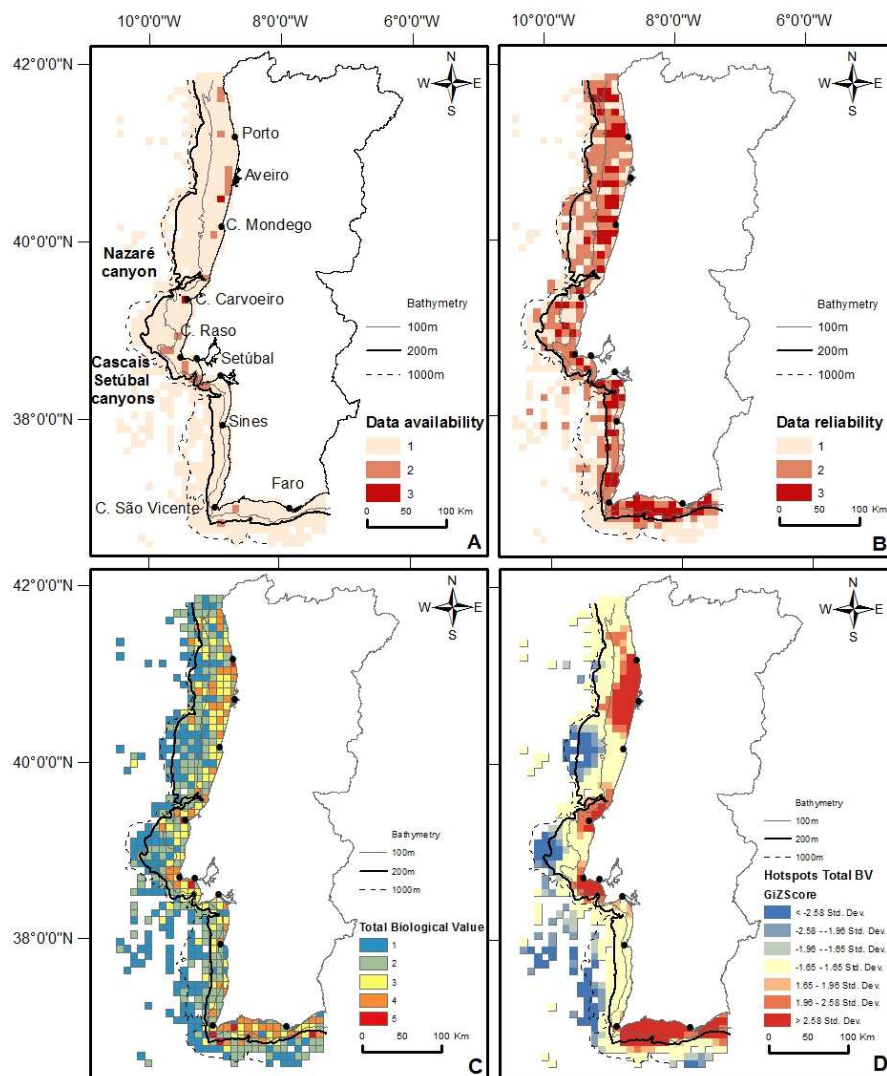 10°0'0"W 8°0'0"W 6°0'0"W
10°0'0"W 8°0'0"W 6°0'0"W
42°0'0"N
N
W E
S
Porto
Aveiro
C. Mondego
40°0'0"N
Nazaré
canyon
C. Carvoeiro
C. Raso
Cascais
Setúbal
canyons
Setúbal
38°0'0"N
Sines
Faro
C. São Vicente
Bathymetry
100m
200m
1000m
Data availability
1
2
3
0 50 100 Km
A
N
W E
S
Bathymetry
100m
200m
1000m
Data reliability
1
2
3
0 50 100 Km
B
42°0'0"N
40°0'0"N
38°0'0"N
N
W E
S
Bathymetry
100m
200m
1000m
Total Biological Value
1
2
3
4
5
0 50 100 Km
C
N
W E
S
Bathymetry
100m
200m
1000m
Hotspots Total BV
GiZScore
< -2.58 Std. Dev.
-2.58 - -1.96 Std. Dev.
-1.96 - -1.65 Std. Dev.
-1.65 - 1.65 Std. Dev.
1.65 - 1.96 Std. Dev.
1.96 - 2.58 Std. Dev.
> 2.58 Std. Dev.
0 50 100 Km
D